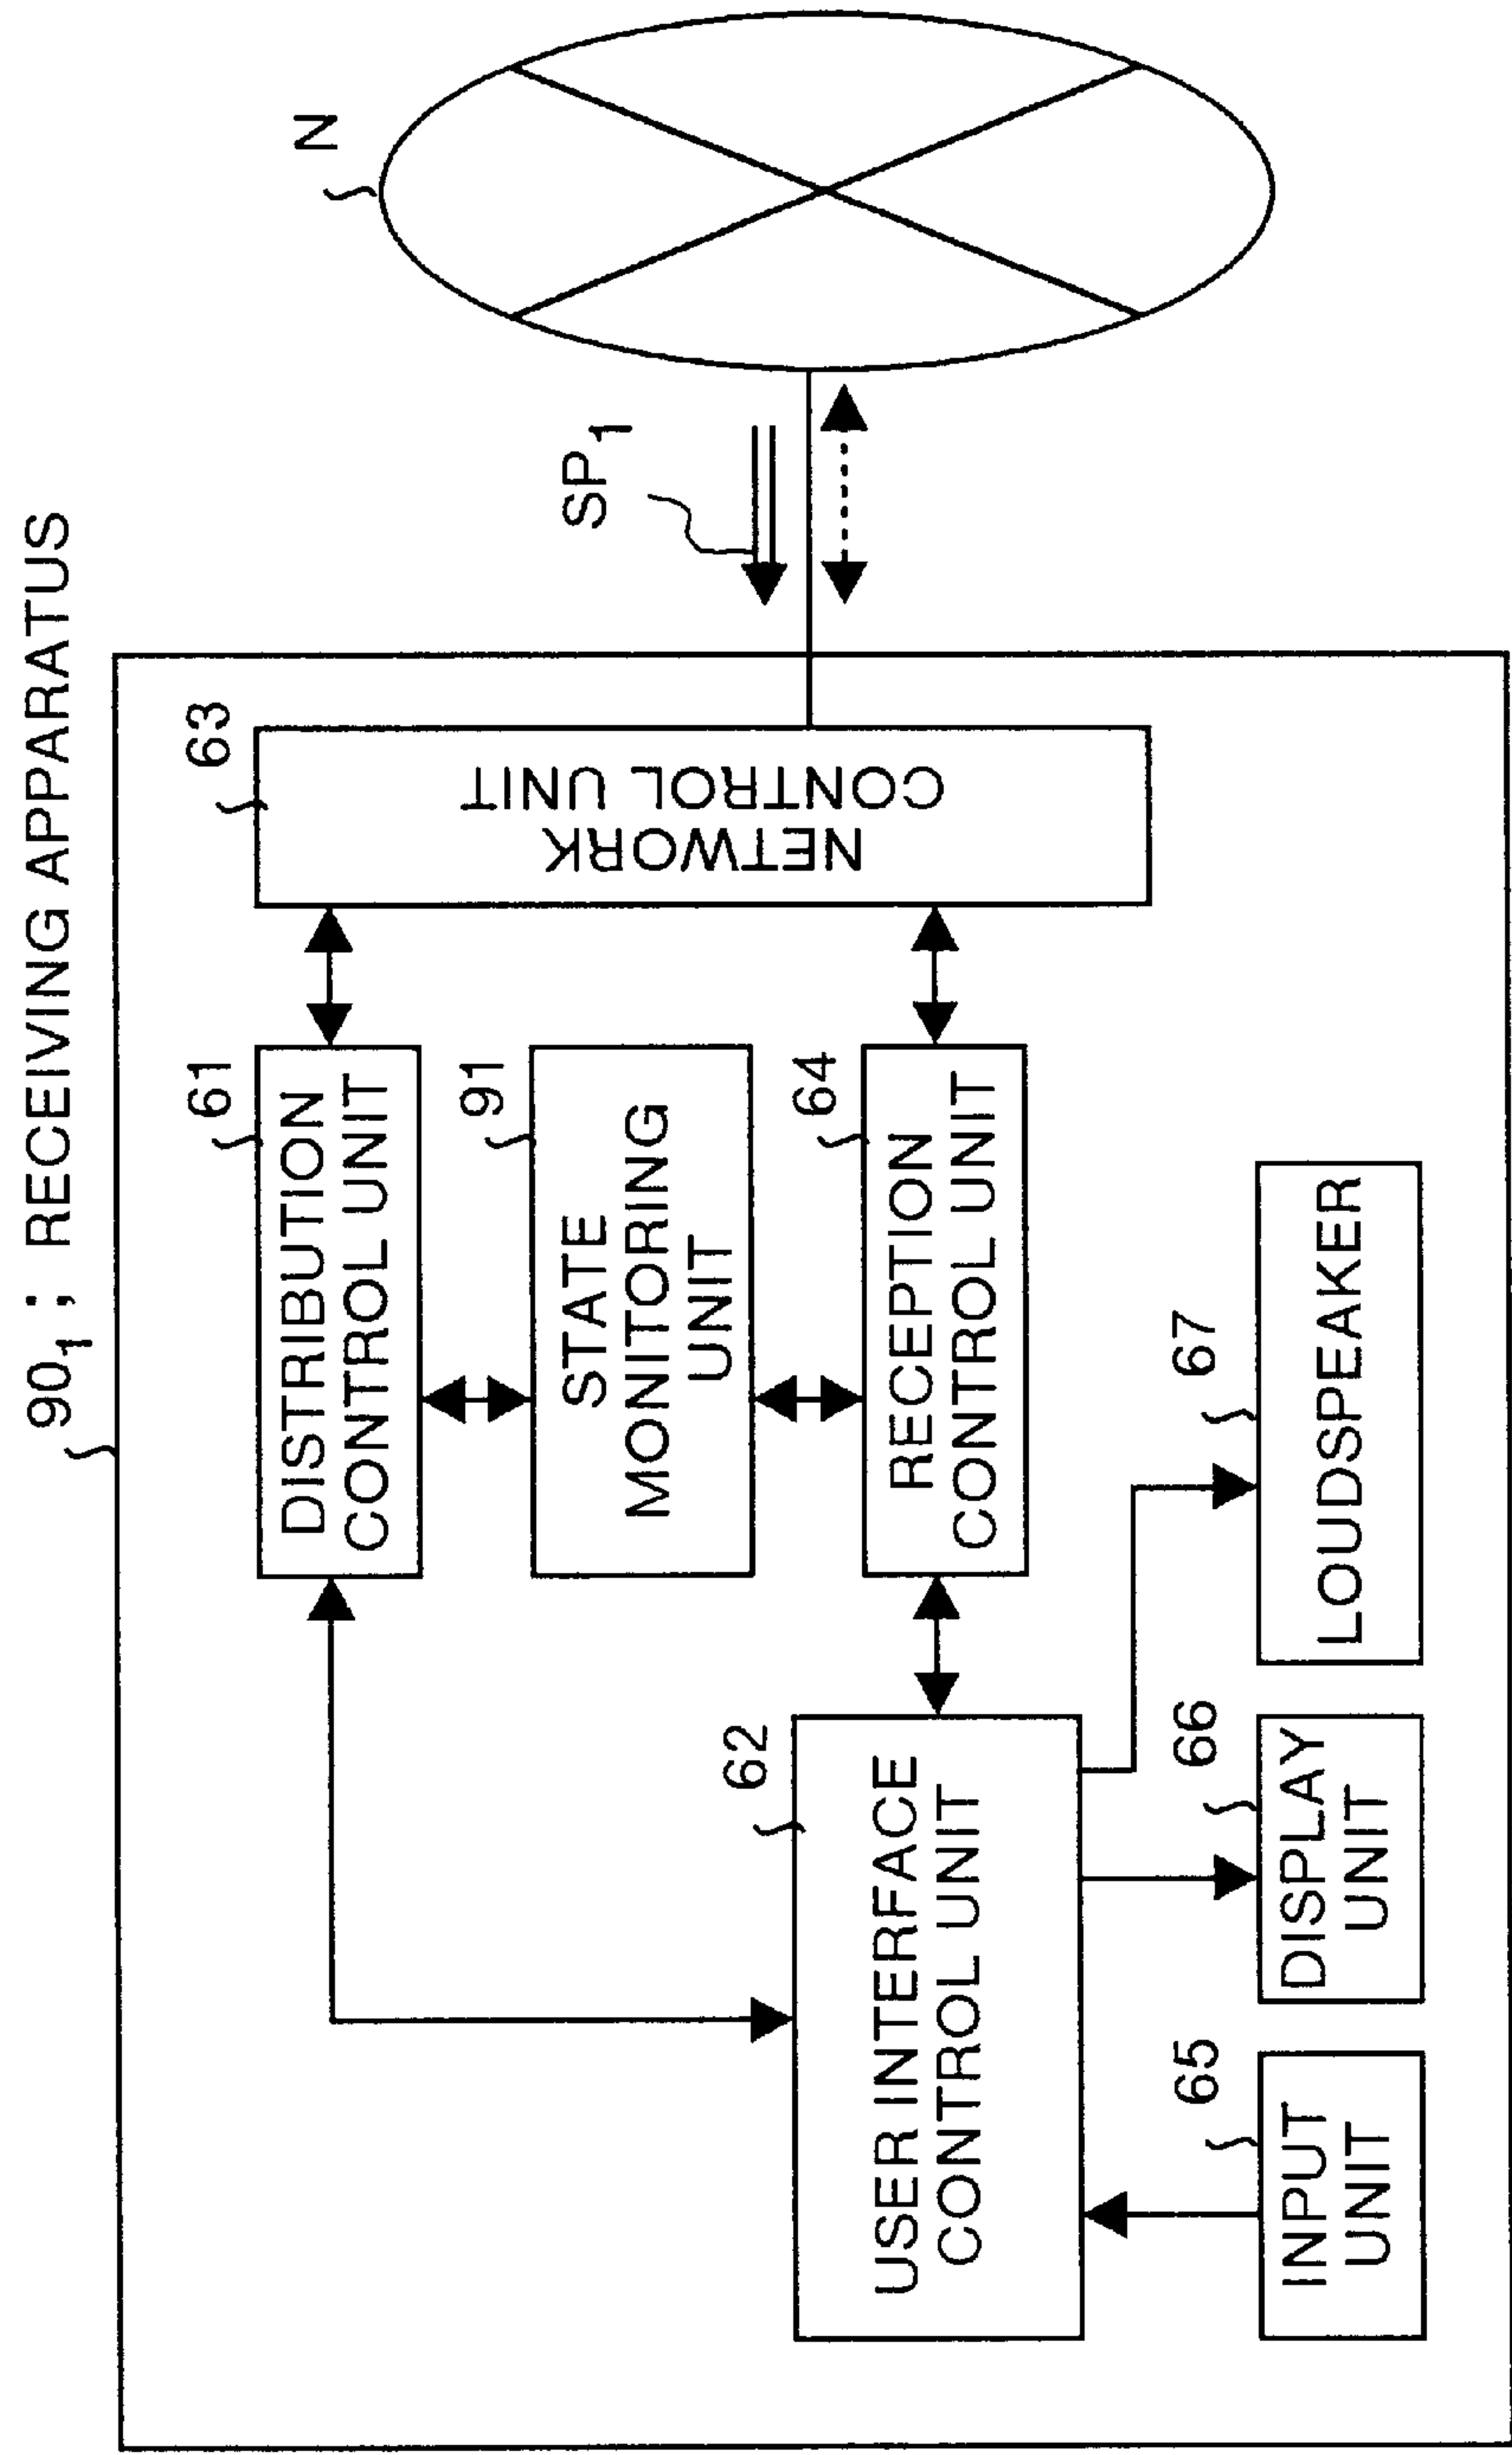 90₁ ; RECEIVING APPARATUS
N
SP₁
63
NETWORK
CONTROL UNIT
61
DISTRIBUTION
CONTROL UNIT
91
STATE
MONITORING
UNIT
64
RECEPTION
CONTROL UNIT
62
USER INTERFACE
CONTROL UNIT
65
INPUT
UNIT
66
DISPLAY
UNIT
67
LOUDSPEAKER